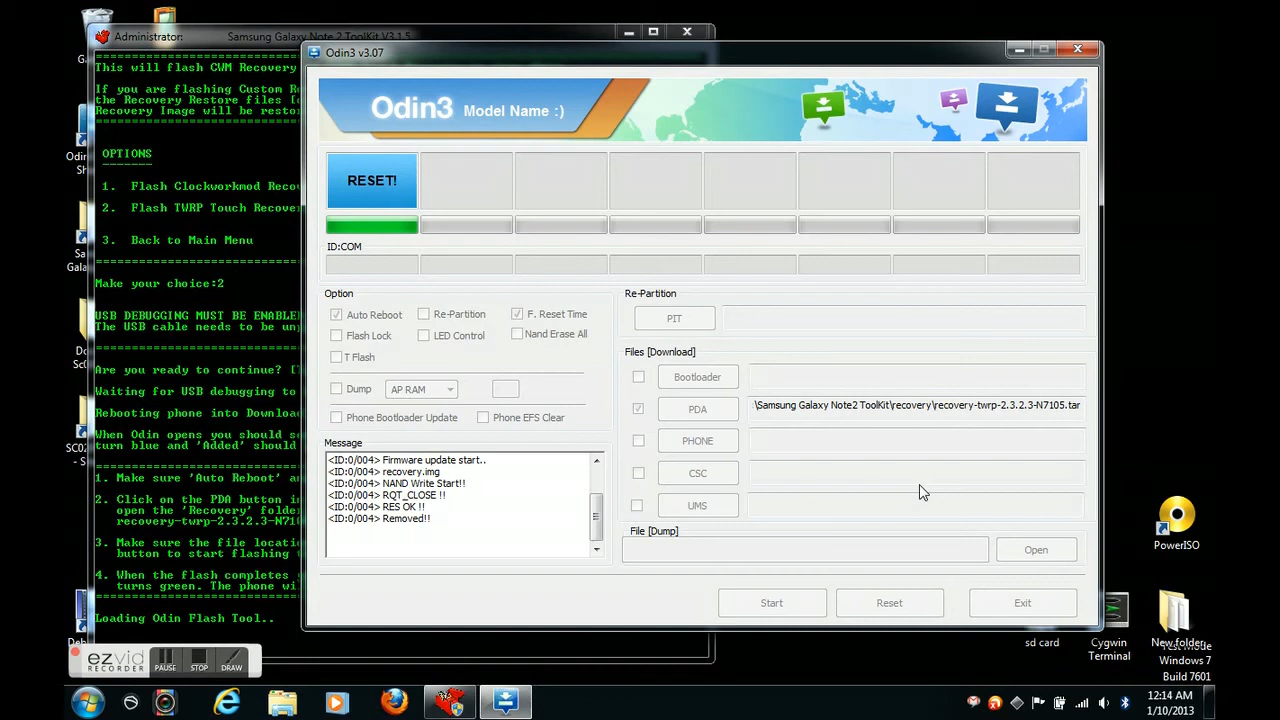 Administrator: Samsung Galaxy Note 2 ToolKit V3.1.5
This will flash CWM Recovery
If you are flashing Custom Re
the Recovery Restore files [
Recovery Image will be restor
OPTIONS
1. Flash Clockworkmod Reco
2. Flash TWRP Touch Recover
3. Back to Main Menu
Make your choice:2
USB DEBUGGING MUST BE ENABLED
The USB cable needs to be unp
Are you ready to continue? [
Waiting for USB debugging to
Rebooting phone into Downloa
When Odin opens you should s
turn blue and 'Added' should
1. Make sure 'Auto Reboot' a
2. Click on the PDA button i
open the 'Recovery' folder
recovery-twrp-2.3.2.3-N710
3. Make sure the file locati
button to start flashing t
4. When the flash completes
turns green. The phone wi
Loading Odin Flash Tool..
Odin3 v3.07
Odin3 Model Name :)
RESET!
ID:COM
Option
Auto Reboot Re-Partition F. Reset Time
Flash Lock LED Control Nand Erase All
T Flash
Dump AP RAM
Phone Bootloader Update Phone EFS Clear
Message
<ID:0/004> Firmware update start..
<ID:0/004> recovery.img
<ID:0/004> NAND Write Start!!
<ID:0/004> RQT_CLOSE !!
<ID:0/004> RES OK !!
<ID:0/004> Removed!!
Re-Partition
PIT
Files [Download]
Bootloader
PDA \Samsung Galaxy Note2 ToolKit\recovery\recovery-twrp-2.3.2.3-N7105.tar
PHONE
CSC
UMS
File [Dump]
Open
Start Reset Exit
PowerISO
sd card
Cygwin
Terminal
New folder
Test Mode
Windows 7
Build 7601
ezvid
RECORDER
PAUSE STOP DRAW
12:14 AM
1/10/2013